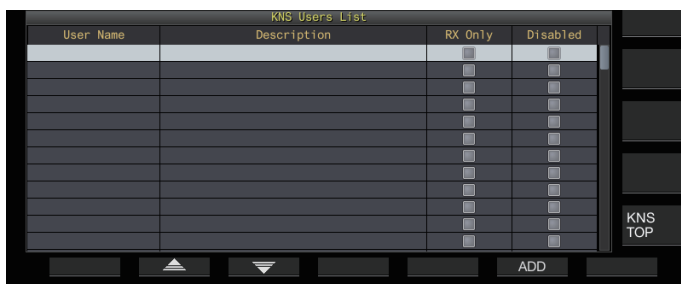 KNS Users List
User Name Description RX Only Disabled
KNS
TOP
ADD